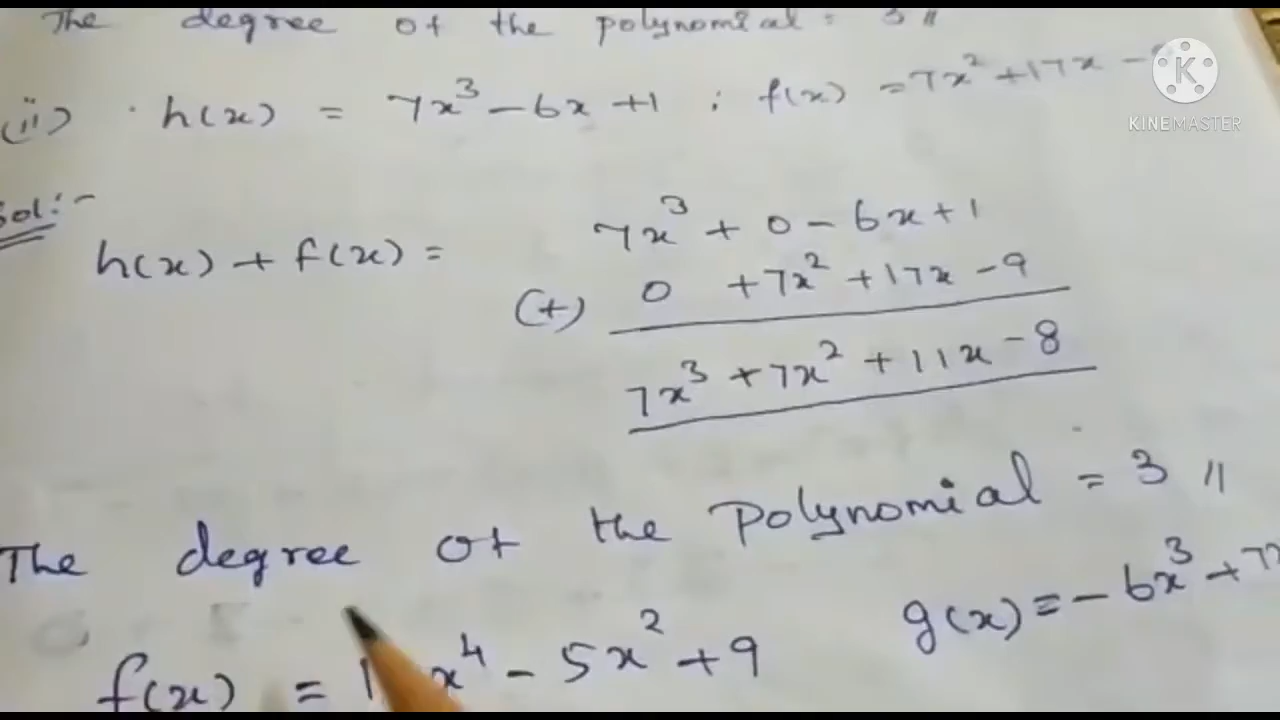 The degree of the polynomial = 3 //
(ii) . h(x) = 7x³ - 6x + 1 ; f(x) = 7x² + 17x -
KINEMASTER
Sol:-
h(x) + f(x) = 7x³ + 0 - 6x + 1
(+) 0 + 7x² + 17x - 9
7x³ + 7x² + 11x - 8
The degree of the polynomial = 3 //
g(x) = - 6x³ +
f(x) = x⁴ - 5x² + 9